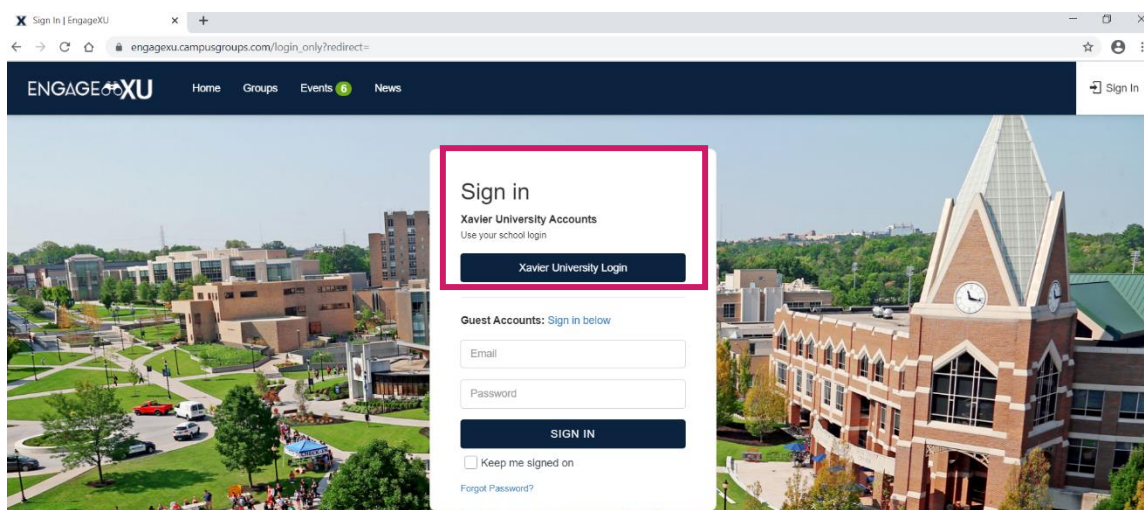 Sign In | EngageXU
engagexu.campusgroups.com/login_only?redirect=
ENGAGE XU Home Groups Events 6 News Sign In
Sign in
Xavier University Accounts
Use your school login
Xavier University Login
Guest Accounts: Sign in below
Email
Password
SIGN IN
Keep me signed on
Forgot Password?